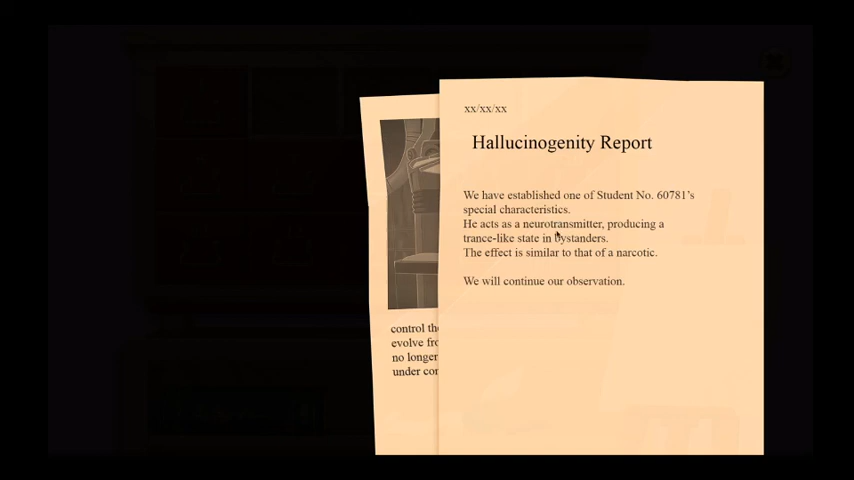 xx/xx/xx
Hallucinogenity Report
We have established one of Student No. 60781's
special characteristics.
He acts as a neurotransmitter, producing a
trance-like state in bystanders.
The effect is similar to that of a narcotic.
We will continue our observation.
control the
evolve fro
no longer
under con